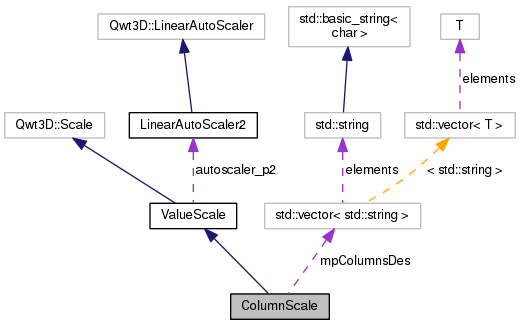 Qwt3D::LinearAutoScaler
std::basic_string<
char >
T
elements
Qwt3D::Scale
LinearAutoScaler2
std::string
std::vector< T >
autoscaler_p2
elements
< std::string >
ValueScale
std::vector< std::string >
mpColumnsDes
ColumnScale